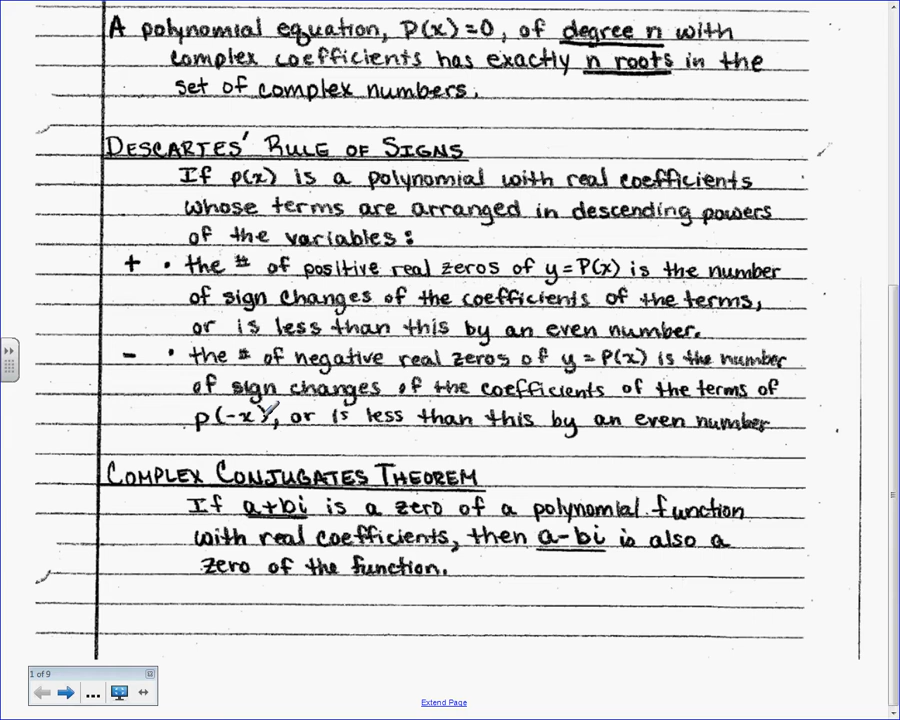 A polynomial equation, P(x)=0, of degree n with
complex coefficients has exactly n roots in the
set of complex numbers.
DESCARTES' RULE OF SIGNS
If p(x) is a polynomial with real coefficients
whose terms are arranged in descending powers
of the variables:
+ • the # of positive real zeros of y=P(x) is the number
of sign changes of the coefficients of the terms,
or is less than this by an even number.
- • the # of negative real zeros of y=P(x) is the number
of sign changes of the coefficients of the terms of
p(-x), or is less than this by an even number
COMPLEX CONJUGATES THEOREM
If a+bi is a zero of a polynomial function
with real coefficients, then a-bi is also a
zero of the function.
1 of 9
Extend Page